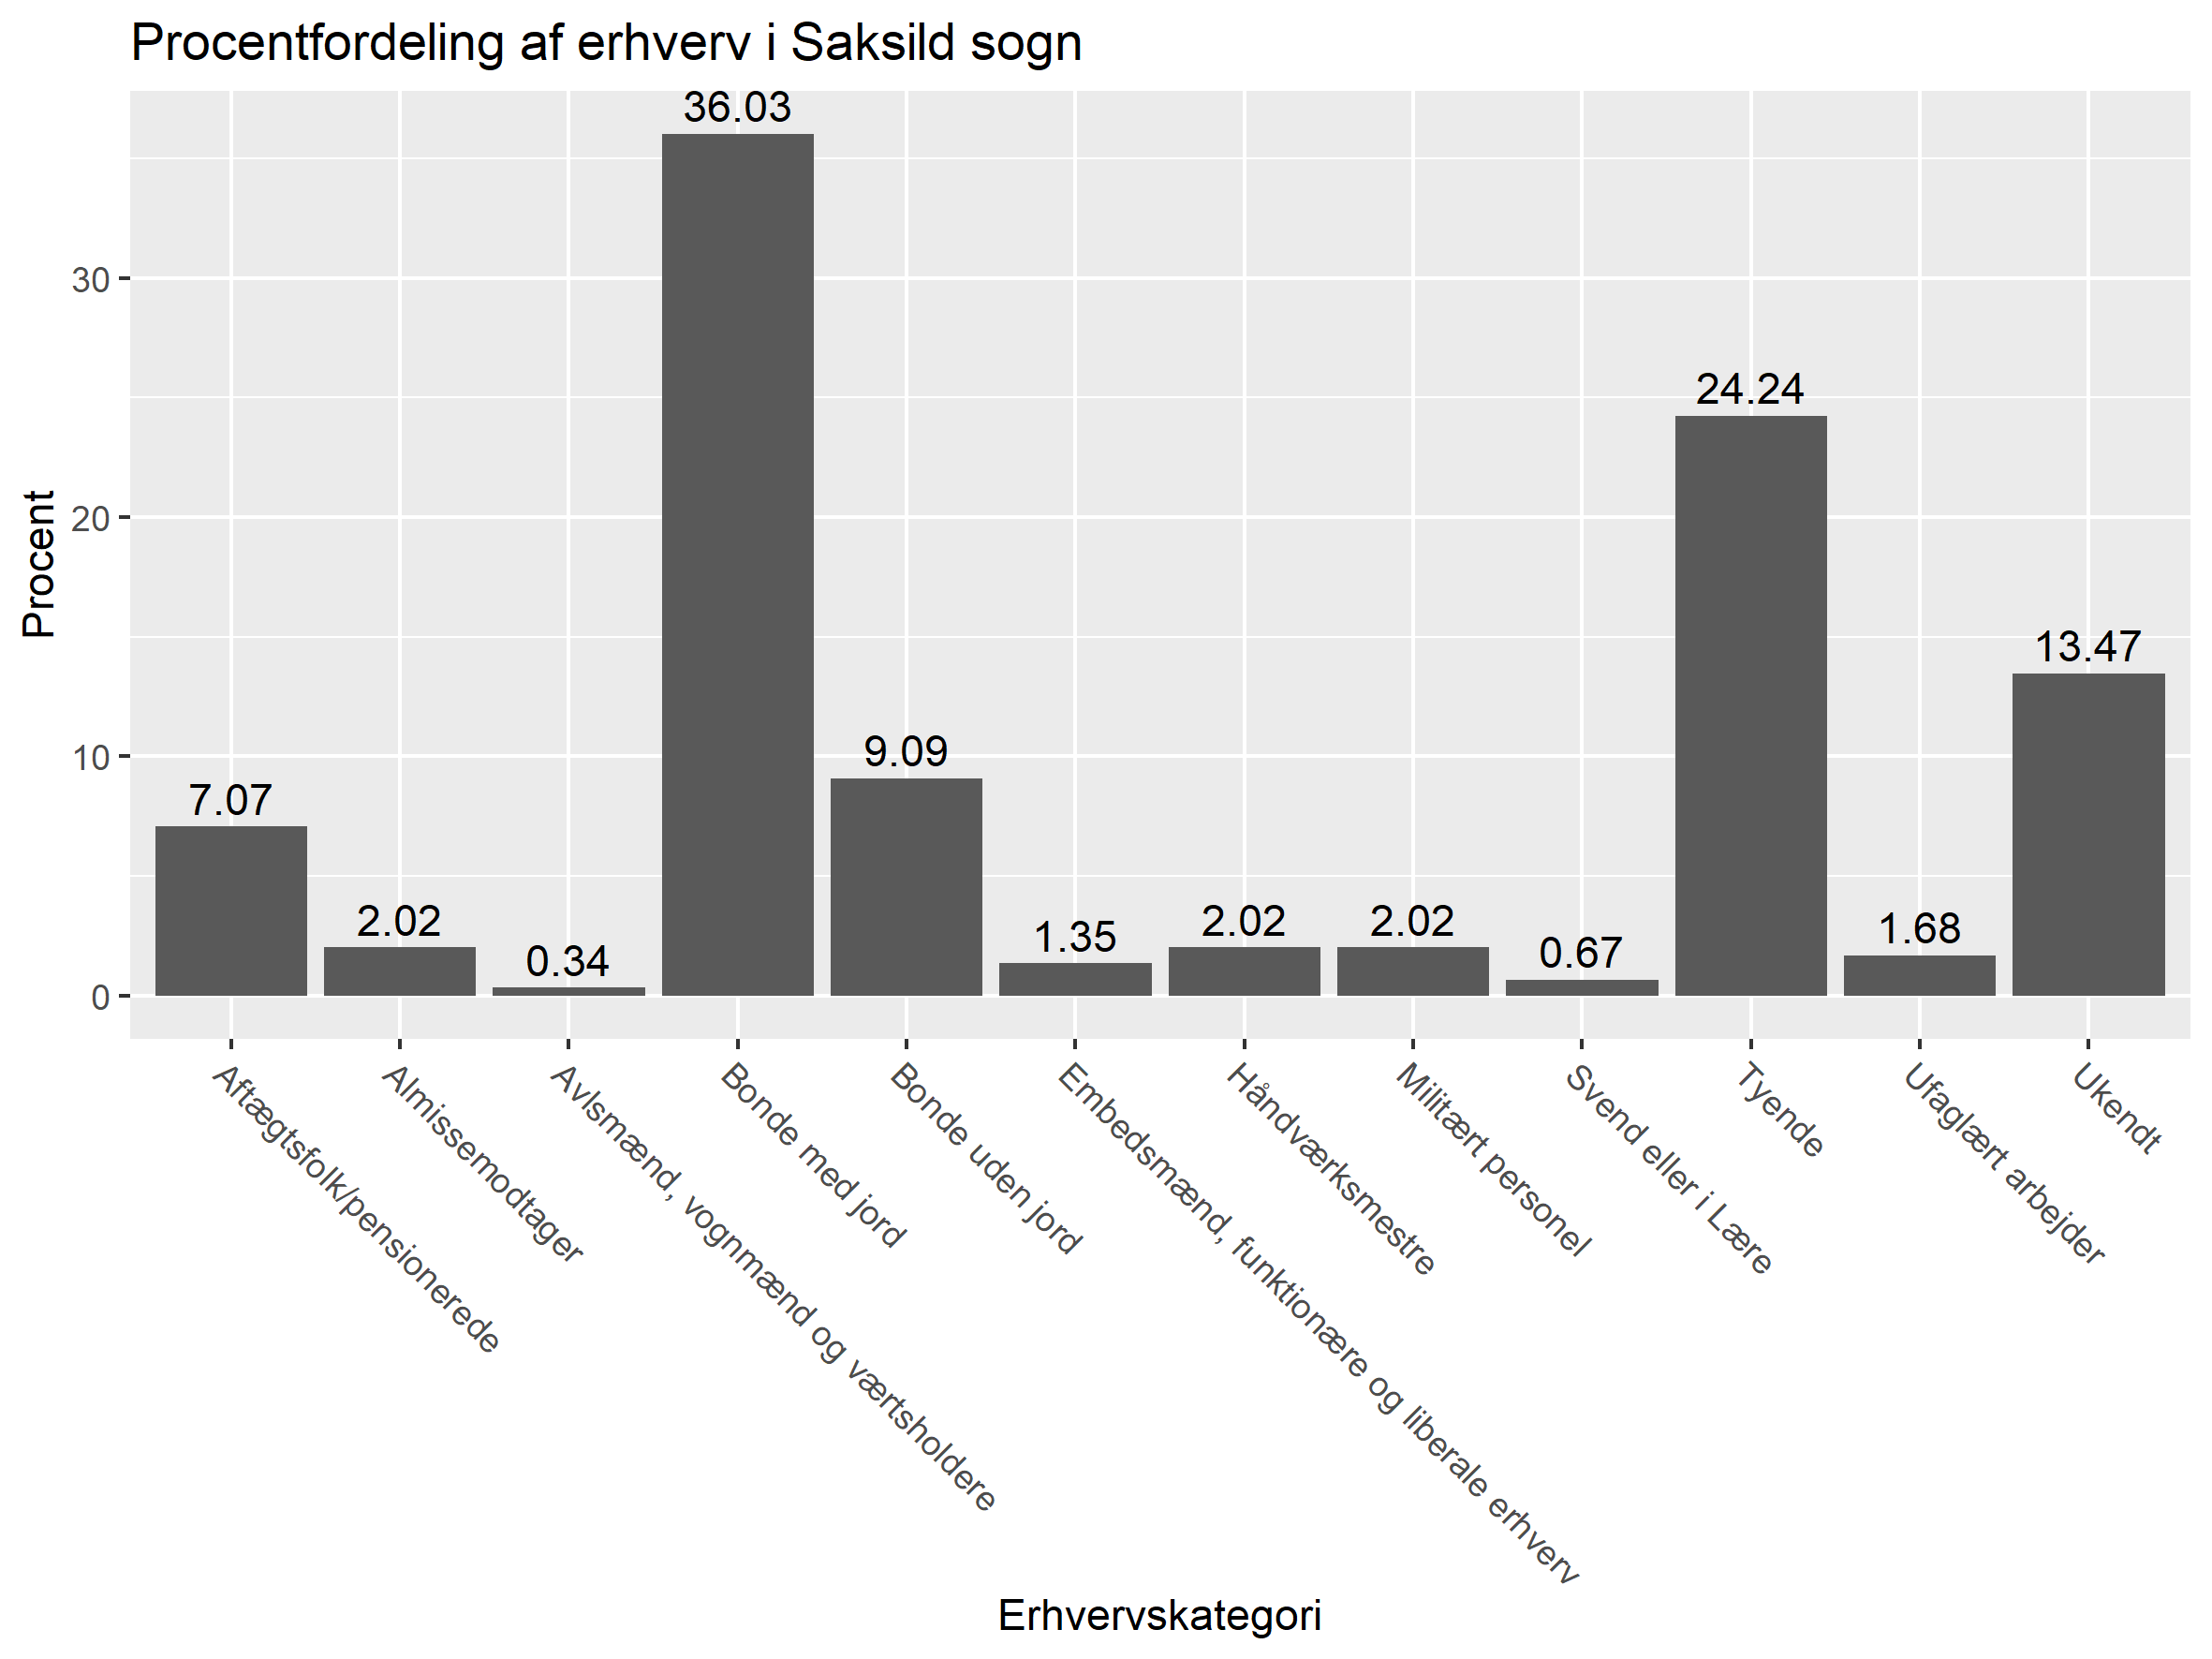 Procentfordeling af erhverv i Saksild sogn
Procent
30
20
10
0
7.07
2.02
0.34
36.03
9.09
1.35
2.02
2.02
0.67
24.24
1.68
13.47
Aftægtsfolk/pensionerede
Almissemodtager
Avlsmænd, vognmænd og værtsholdere
Bonde med jord
Bonde uden jord
Embedsmænd, funktionære og liberale erhverv
Håndværksmestre
Militært personel
Svend eller i Lære
Tyende
Ufaglært arbejder
Ukendt
Erhvervskategori